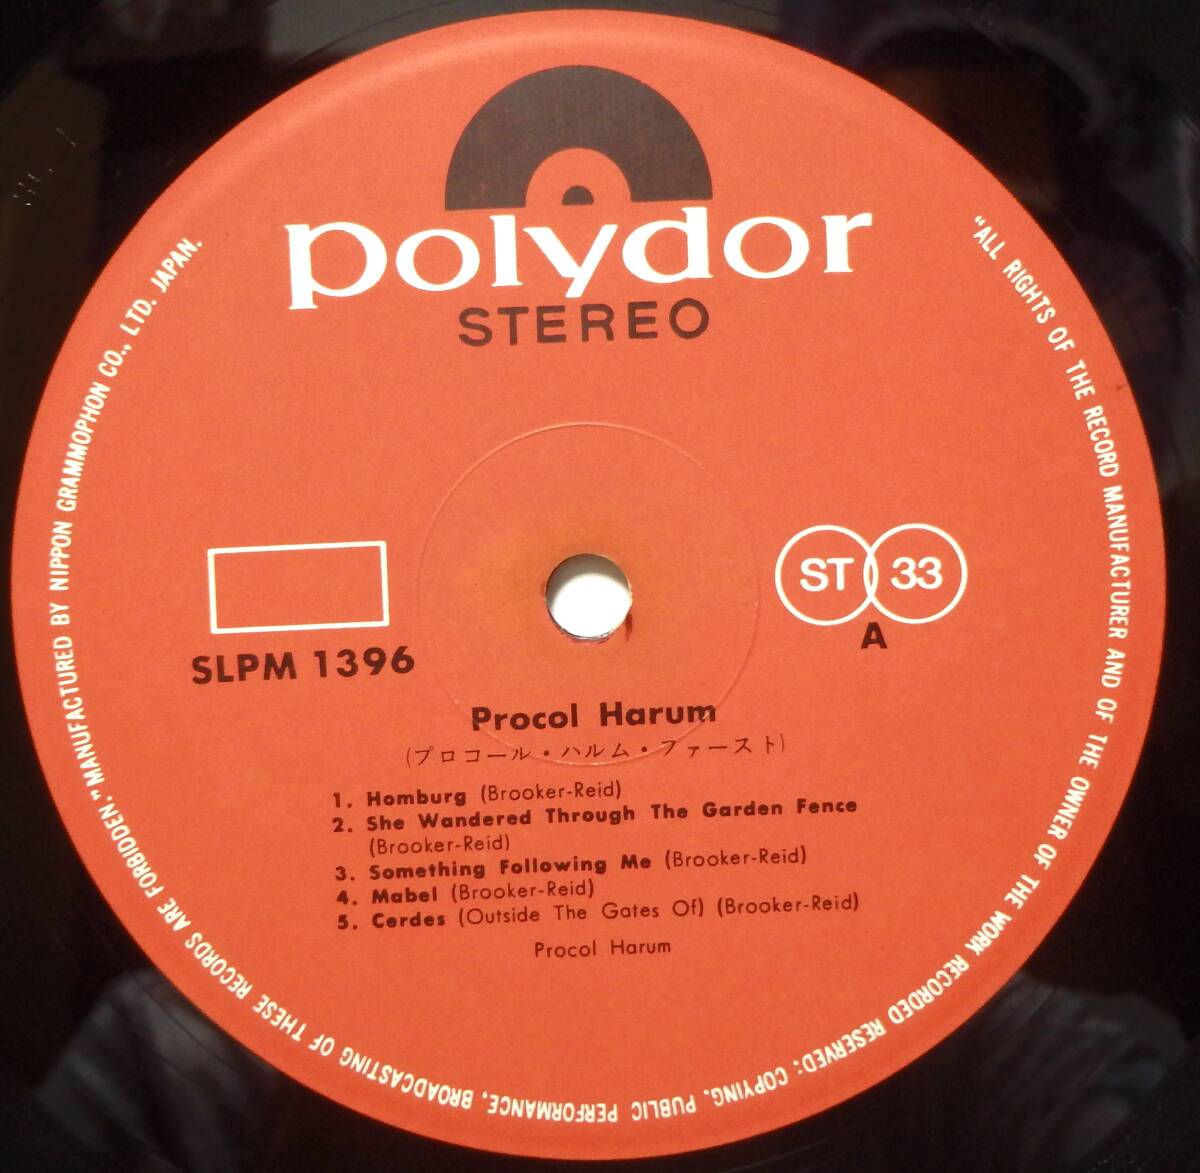 polydor
STEREO
ST 33
A
SLPM 1396
Procol Harum
(プロコール・ハルム・ファースト)
1. Homburg (Brooker-Reid)
2. She Wandered Through The Garden Fence
(Brooker-Reid)
3. Something Following Me (Brooker-Reid)
4. Mabel (Brooker-Reid)
5. Cerdes (Outside The Gates Of) (Brooker-Reid)
Procol Harum
"ALL RIGHTS OF THE RECORD MANUFACTURER AND OF THE OWNER OF THE WORK RECORDED RESERVED: COPYING. PUBLIC PERFORMANCE, BROADCASTING OF THESE RECORDS ARE FORBIDDEN." MANUFACTURED BY NIPPON GRAMMOPHON CO., LTD. JAPAN.